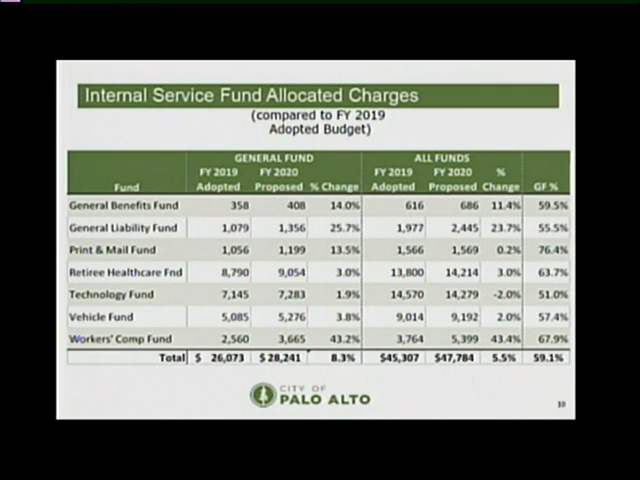 Internal Service Fund Allocated Charges
(compared to FY 2019
Adopted Budget)
GENERAL FUND ALL FUNDS
FY 2019 FY 2020 FY 2019 FY 2020 %
Fund Adopted Proposed % Change Adopted Proposed Change GF %
General Benefits Fund 358 408 14.0% 616 686 11.4% 59.5%
General Liability Fund 1,079 1,356 25.7% 1,977 2,445 23.7% 55.5%
Print & Mail Fund 1,056 1,199 13.5% 1,566 1,569 0.2% 76.4%
Retiree Healthcare Fnd 8,790 9,054 3.0% 13,800 14,214 3.0% 63.7%
Technology Fund 7,145 7,283 1.9% 14,570 14,279 -2.0% 51.0%
Vehicle Fund 5,085 5,276 3.8% 9,014 9,192 2.0% 57.4%
Workers' Comp Fund 2,560 3,665 43.2% 3,764 5,399 43.4% 67.9%
Total $ 26,073 $ 28,241 8.3% $45,307 $47,784 5.5% 59.1%
CITY OF
PALO ALTO